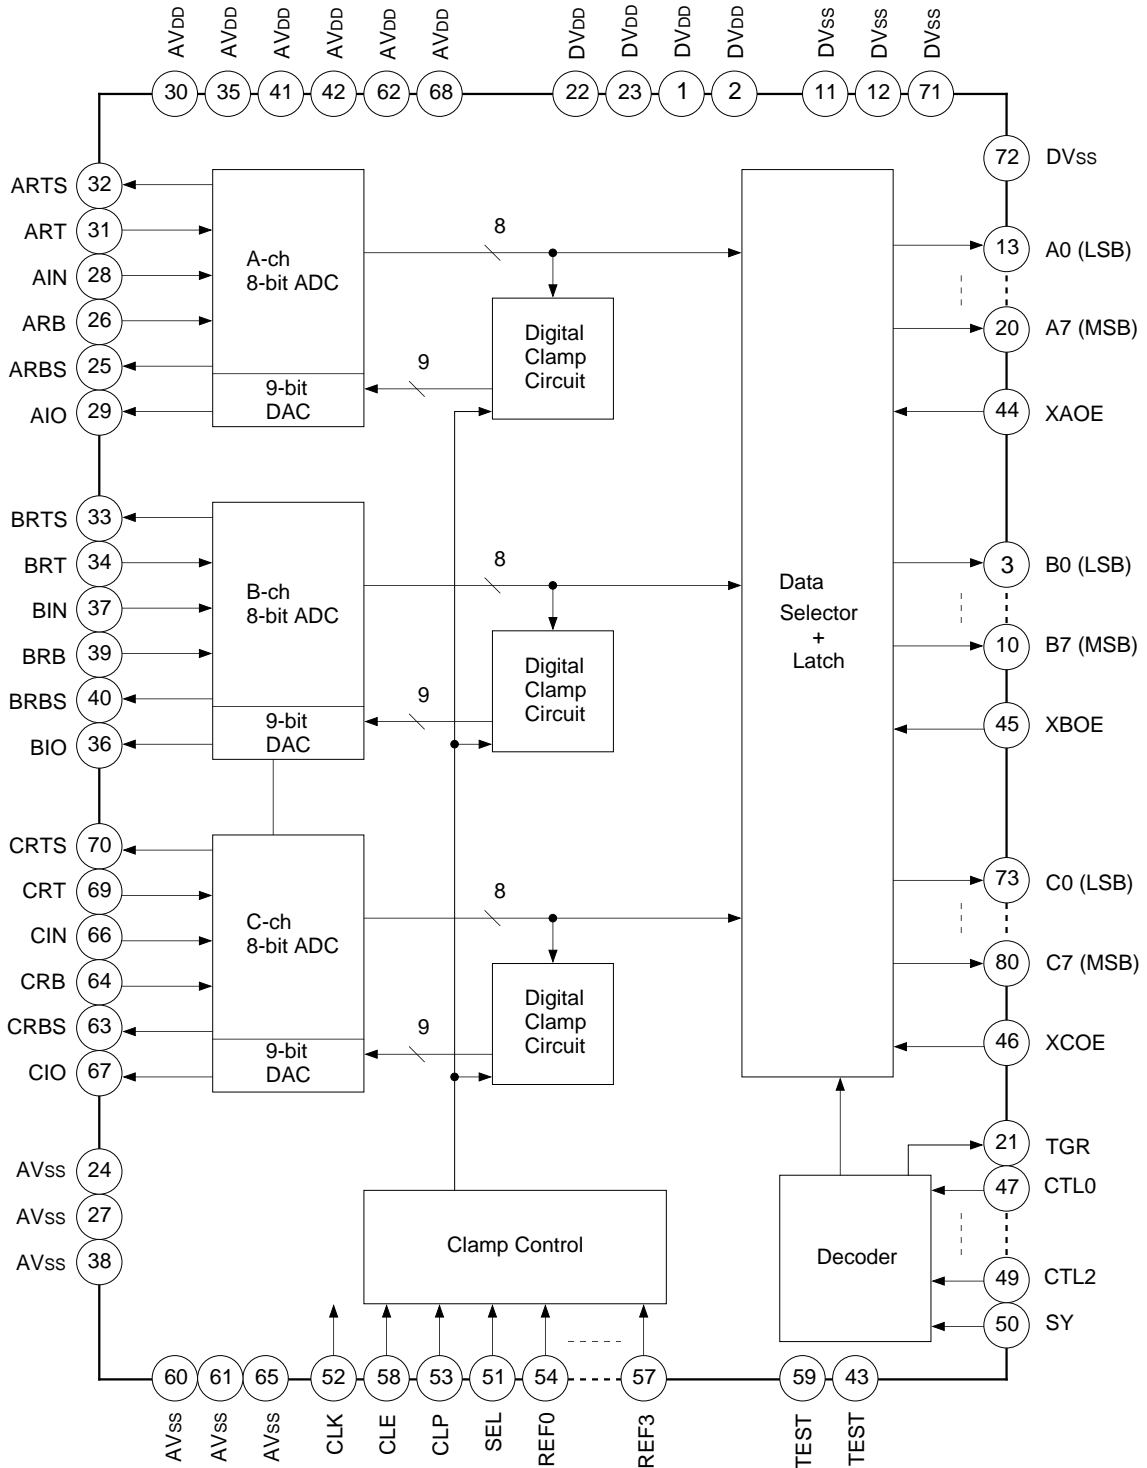 AVDD AVDD AVDD AVDD AVDD AVDD DVDD DVDD DVDD DVDD DVSS DVSS DVSS
30 35 41 42 62 68 22 23 1 2 11 12 71
72 DVSS
ARTS 32
ART 31
AIN 28
ARB 26
ARBS 25
AIO 29
A-ch
8-bit ADC
9-bit
DAC
8
9
Digital
Clamp
Circuit
13 A0 (LSB)
20 A7 (MSB)
44 XAOE
BRTS 33
BRT 34
BIN 37
BRB 39
BRBS 40
BIO 36
B-ch
8-bit ADC
9-bit
DAC
8
9
Digital
Clamp
Circuit
Data
Selector
+
Latch
3 B0 (LSB)
10 B7 (MSB)
45 XBOE
CRTS 70
CRT 69
CIN 66
CRB 64
CRBS 63
CIO 67
C-ch
8-bit ADC
9-bit
DAC
8
9
Digital
Clamp
Circuit
73 C0 (LSB)
80 C7 (MSB)
46 XCOE
AVSS 24
AVSS 27
AVSS 38
Clamp Control
Decoder
21 TGR
47 CTL0
49 CTL2
50 SY
60 61 65 52 58 53 51 54 57 59 43
AVSS AVSS AVSS CLK CLE CLP SEL REF0 REF3 TEST TEST